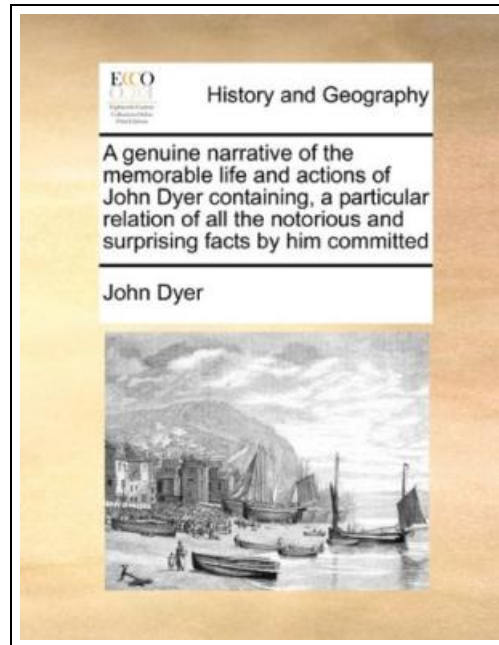 ECCO
History and Geography
A genuine narrative of the
memorable life and actions of
John Dyer containing, a particular
relation of all the notorious and
surprising facts by him committed
John Dyer